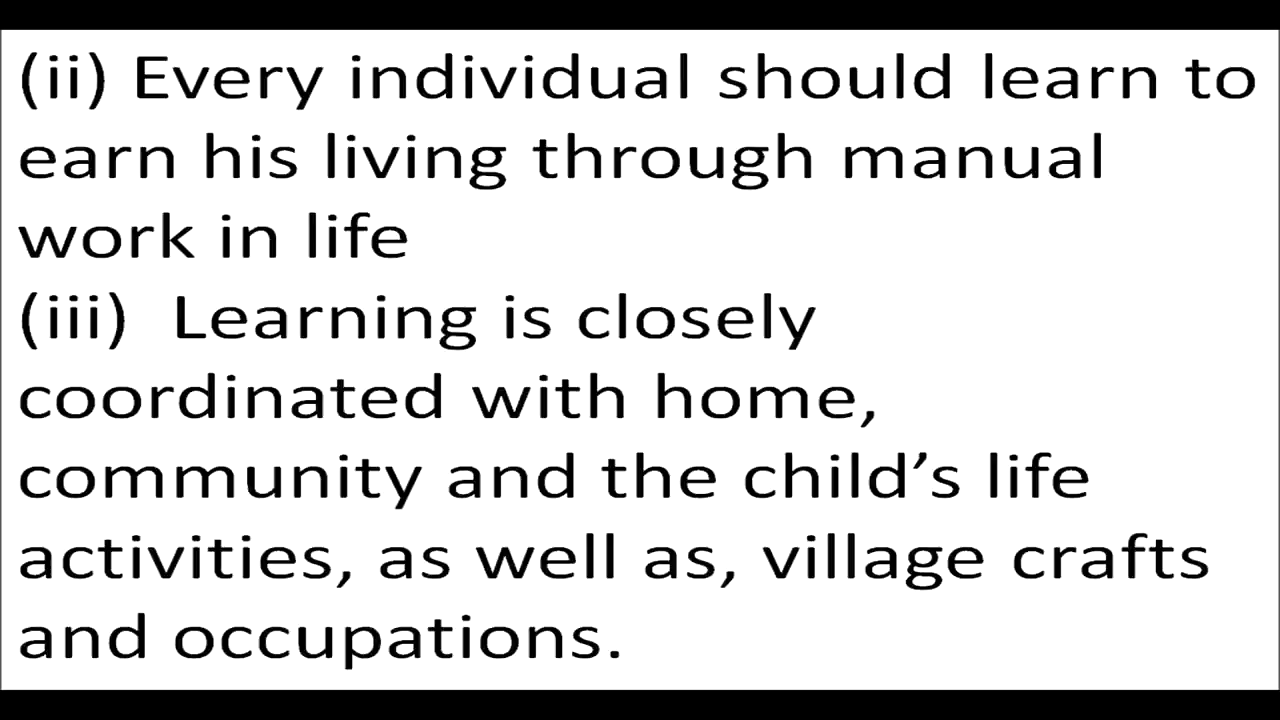 (ii) Every individual should learn to
earn his living through manual
work in life
(iii)  Learning is closely
coordinated with home,
community and the child’s life
activities, as well as, village crafts
and occupations.